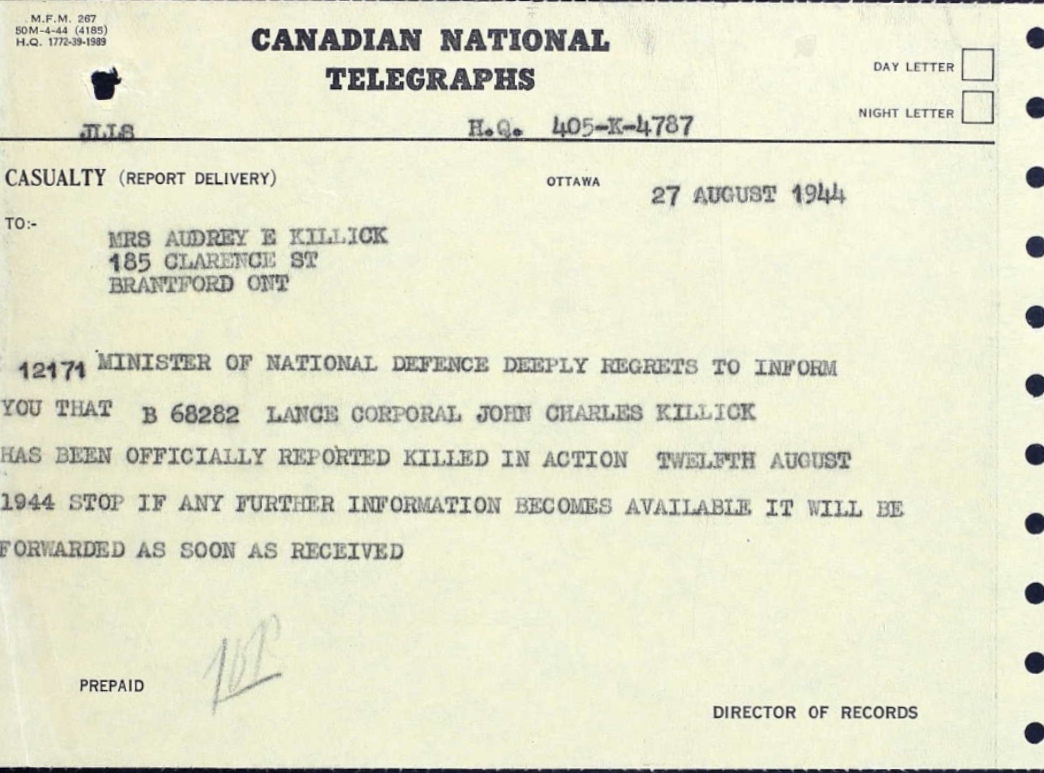 M.F.M. 267
50M-4-44 (4185)
H.Q. 1772-39-1989
CANADIAN NATIONAL
TELEGRAPHS
DAY LETTER
NIGHT LETTER
H.Q. 405-K-4787
CASUALTY (REPORT DELIVERY)
OTTAWA
27 AUGUST 1944
TO:-
MRS AUDREY E KILLICK
185 CLARENCE ST
BRANTFORD ONT
12171 MINISTER OF NATIONAL DEFENCE DEEPLY REGRETS TO INFORM
YOU THAT B 68282 LANCE CORPORAL JOHN CHARLES KILLICK
HAS BEEN OFFICIALLY REPORTED KILLED IN ACTION TWELFTH AUGUST
1944 STOP IF ANY FURTHER INFORMATION BECOMES AVAILABLE IT WILL BE
FORWARDED AS SOON AS RECEIVED
PREPAID
DIRECTOR OF RECORDS